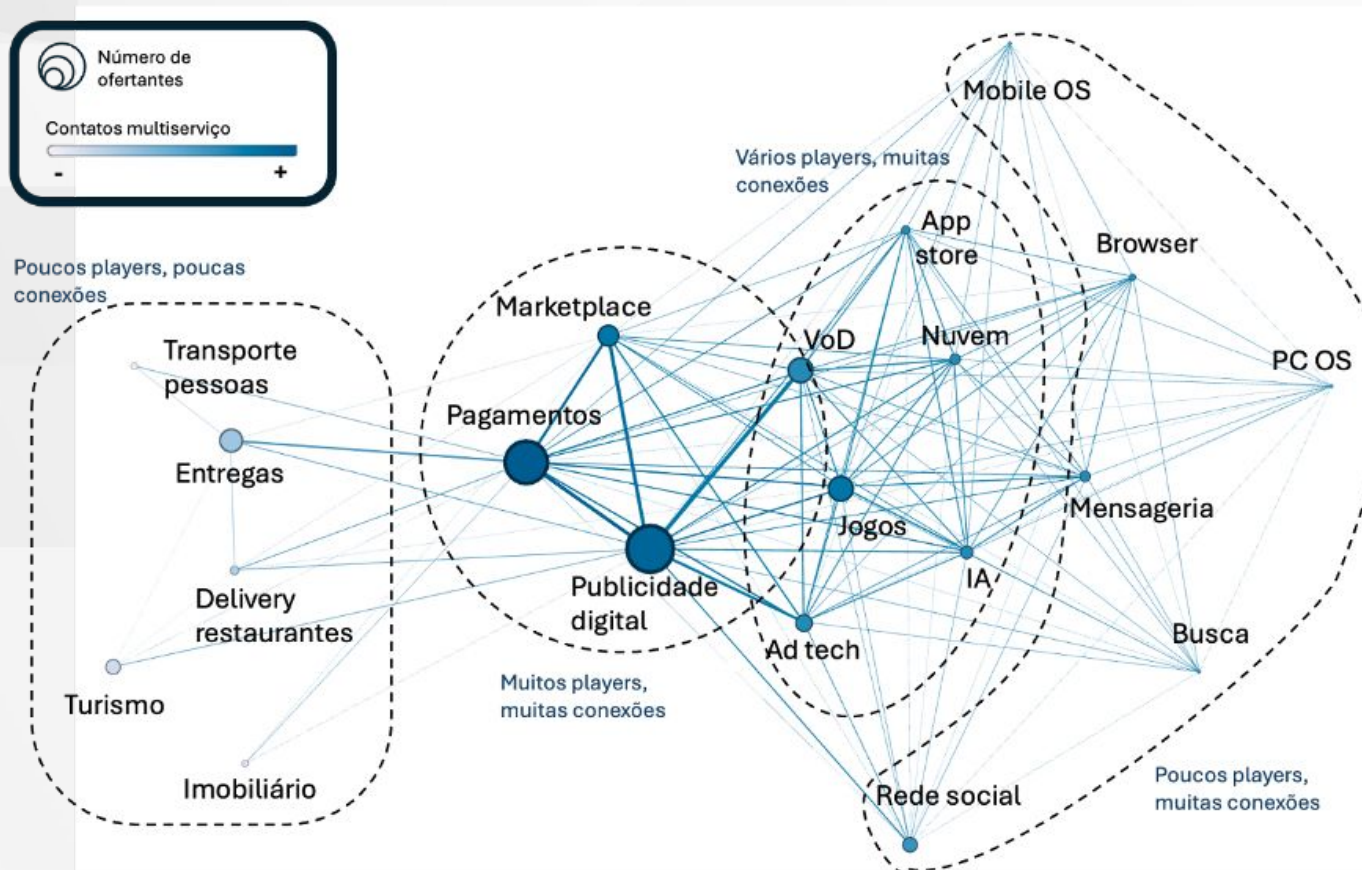 Número de
ofertantes
Contatos multiserviço
-
+
Mobile OS
Vários players, muitas
conexões
App
store
Browser
Poucos players, poucas
conexões
Marketplace
VoD
Nuvem
Transporte
pessoas
PC OS
Pagamentos
Entregas
Mensageria
Jogos
IA
Publicidade
digital
Delivery
restaurantes
Busca
Ad tech
Turismo
Muitos players,
muitas conexões
Imobiliário
Rede social
Poucos players,
muitas conexões